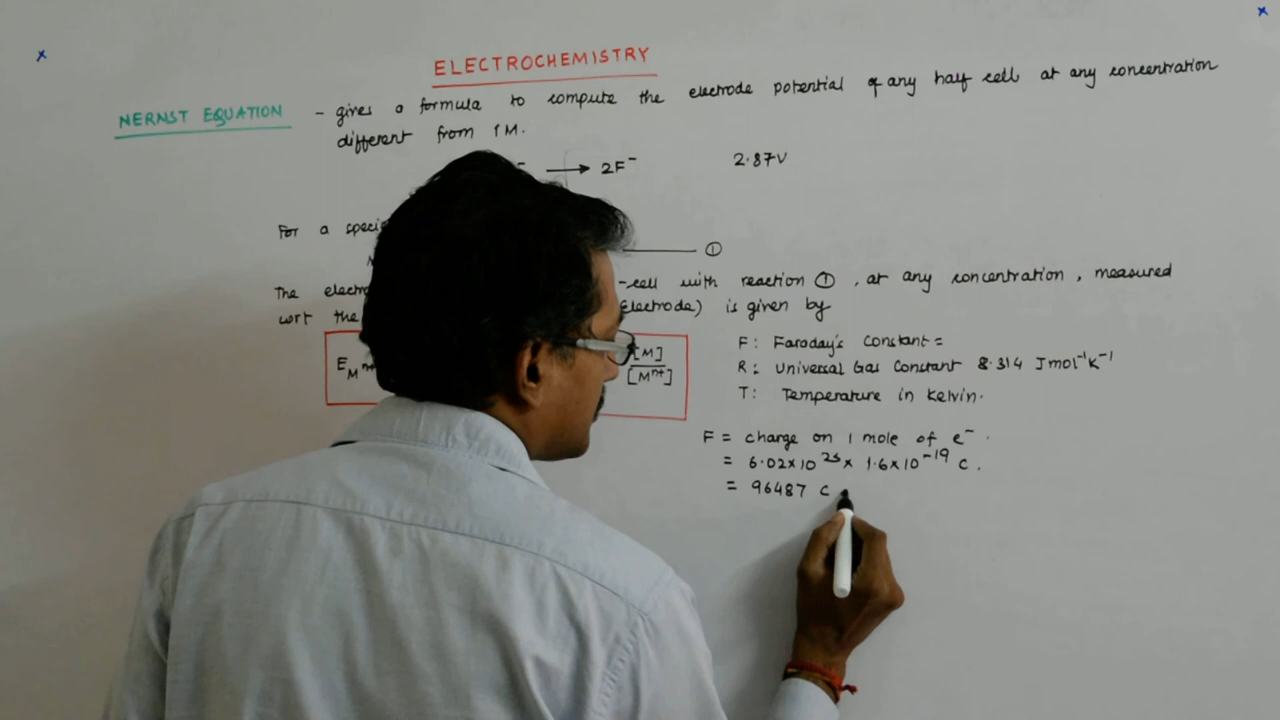 ELECTROCHEMISTRY
NERNST EQUATION - gives a formula to compute the electrode potential of any half cell at any concentration
different from 1M.
⁻ ⟶ 2F⁻ 2.87V
For a speci
①
The electro -cell with reaction ①, at any concentration, measured
wrt the Electrode) is given by
E Mⁿ⁺ [M] / [Mⁿ⁺]
F: Faraday's Constant =
R: Universal Gas Constant 8.314 Jmol⁻¹K⁻¹
T: Temperature in Kelvin.
F = charge on 1 mole of e⁻.
= 6.02×10²³ × 1.6×10⁻¹⁹ C.
= 96487 C